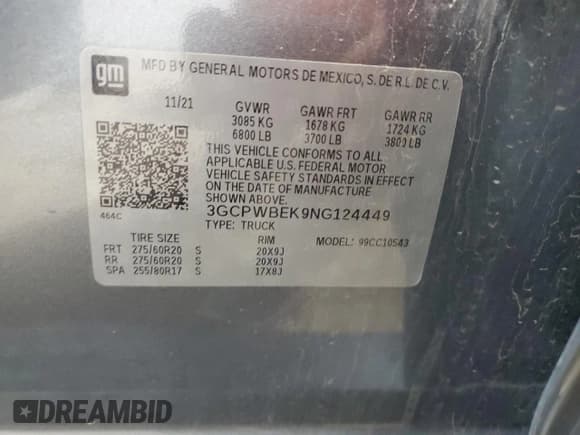 gm MFD BY GENERAL MOTORS DE MEXICO, S. DE R.L. DE C.V.
11/21 GVWR GAWR FRT GAWR RR
3085 KG 1678 KG 1724 KG
6800 LB 3700 LB 3800 LB
THIS VEHICLE CONFORMS TO ALL
APPLICABLE U.S. FEDERAL MOTOR
VEHICLE SAFETY STANDARDS IN EFFECT
ON THE DATE OF MANUFACTURE
SHOWN ABOVE.
464C 3GCPWBEK9NG124449
TYPE: TRUCK
TIRE SIZE RIM MODEL: 99CC10543
FRT 275/60R20 S 20X9J
RR 275/60R20 S 20X9J
SPA 255/80R17 S 17X8J
DREAMBID